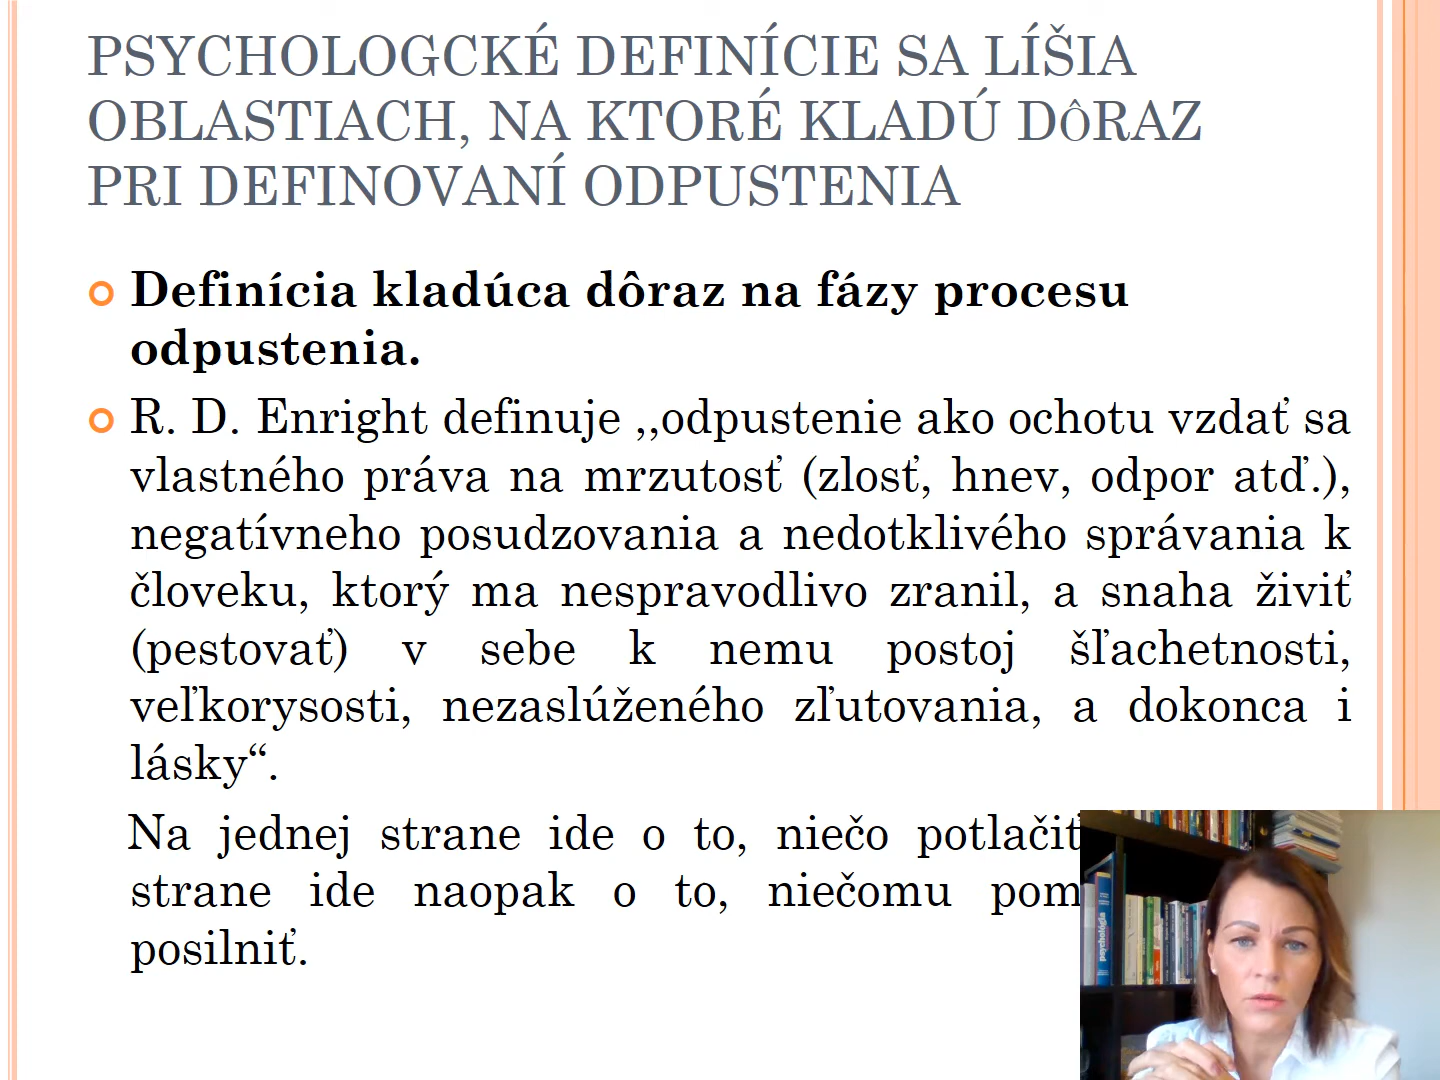 PSYCHOLOGCKÉ DEFINÍCIE SA LÍŠIA
OBLASTIACH, NA KTORÉ KLADÚ DôRAZ
PRI DEFINOVANÍ ODPUSTENIA
Definícia kladúca dôraz na fázy procesu
odpustenia.
R. D. Enright definuje ,,odpustenie ako ochotu vzdať sa
vlastného práva na mrzutosť (zlosť, hnev, odpor atď.),
negatívneho posudzovania a nedotklivého správania k
človeku, ktorý ma nespravodlivo zranil, a snaha živiť
(pestovať) v sebe k nemu postoj šľachetnosti,
veľkorysosti, nezaslúženého zľutovania, a dokonca i
lásky“.
Na jednej strane ide o to, niečo potlačiť
strane ide naopak o to, niečomu pom
posilniť.
psychológia